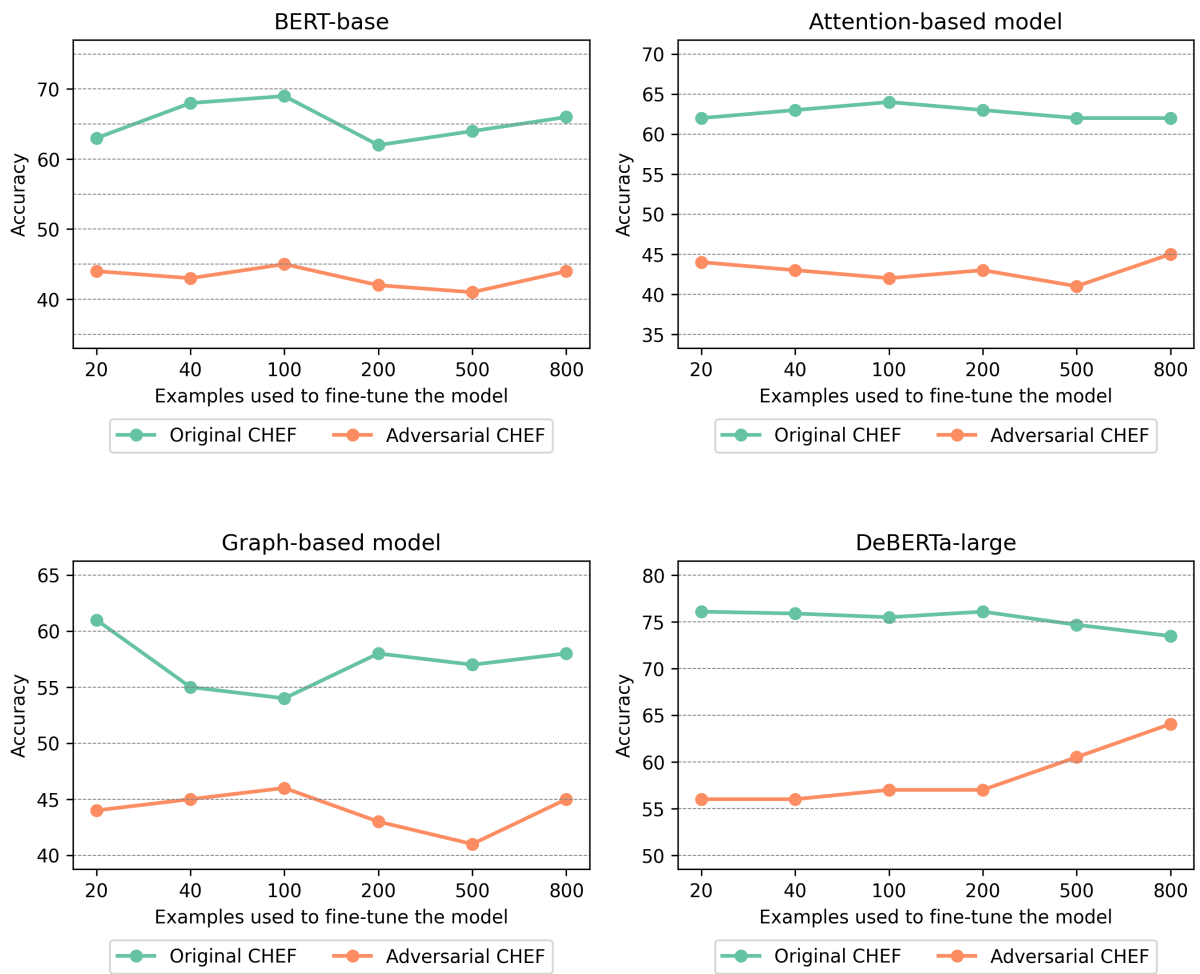 BERT-base
70
60
50
40
Accuracy
20 40 100 200 500 800
Examples used to fine-tune the model
Original CHEF Adversarial CHEF
Attention-based model
70
65
60
55
50
45
40
35
Accuracy
20 40 100 200 500 800
Examples used to fine-tune the model
Original CHEF Adversarial CHEF
Graph-based model
65
60
55
50
45
40
Accuracy
20 40 100 200 500 800
Examples used to fine-tune the model
Original CHEF Adversarial CHEF
DeBERTa-large
80
75
70
65
60
55
50
Accuracy
20 40 100 200 500 800
Examples used to fine-tune the model
Original CHEF Adversarial CHEF